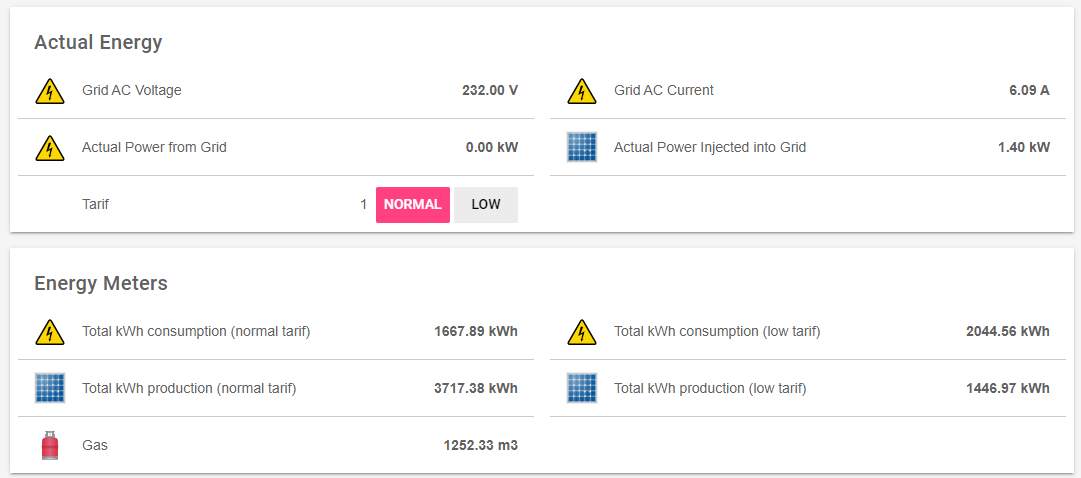 Actual Energy
Grid AC Voltage 232.00 V Grid AC Current 6.09 A
Actual Power from Grid 0.00 kW Actual Power Injected into Grid 1.40 kW
Tarif 1 NORMAL LOW
Energy Meters
Total kWh consumption (normal tarif) 1667.89 kWh Total kWh consumption (low tarif) 2044.56 kWh
Total kWh production (normal tarif) 3717.38 kWh Total kWh production (low tarif) 1446.97 kWh
Gas 1252.33 m3